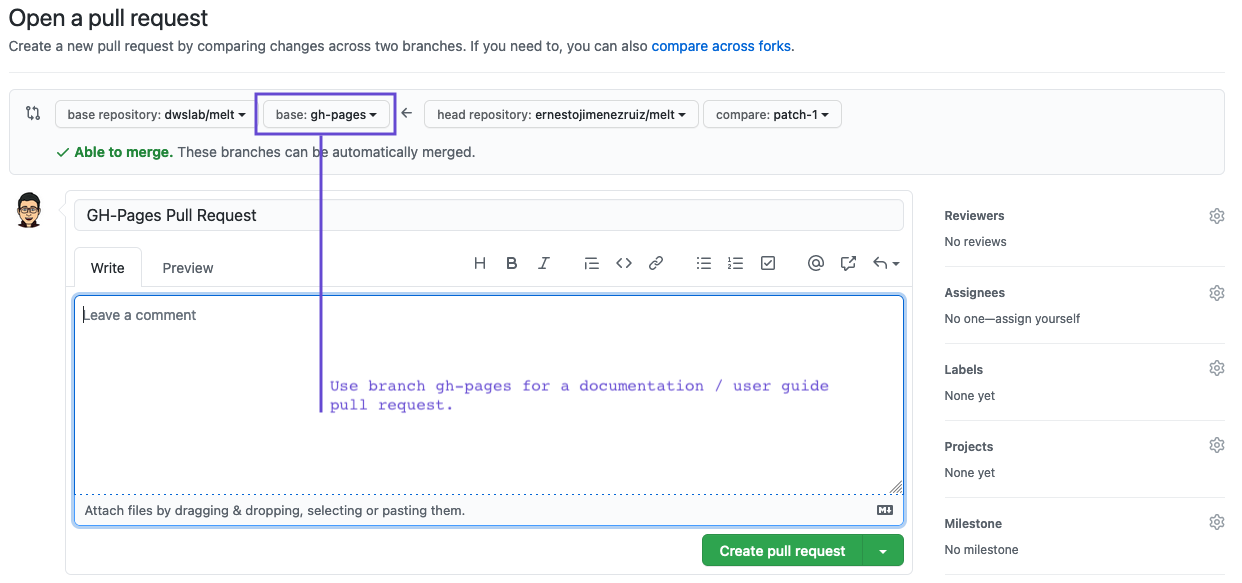 Open a pull request
Create a new pull request by comparing changes across two branches. If you need to, you can also compare across forks.
base repository: dwslab/melt base: gh-pages head repository: ernestojimenezruiz/melt compare: patch-1
Able to merge. These branches can be automatically merged.
GH-Pages Pull Request
Write Preview
Leave a comment
Use branch gh-pages for a documentation / user guide
pull request.
Attach files by dragging & dropping, selecting or pasting them.
Create pull request
Reviewers
No reviews
Assignees
No one—assign yourself
Labels
None yet
Projects
None yet
Milestone
No milestone